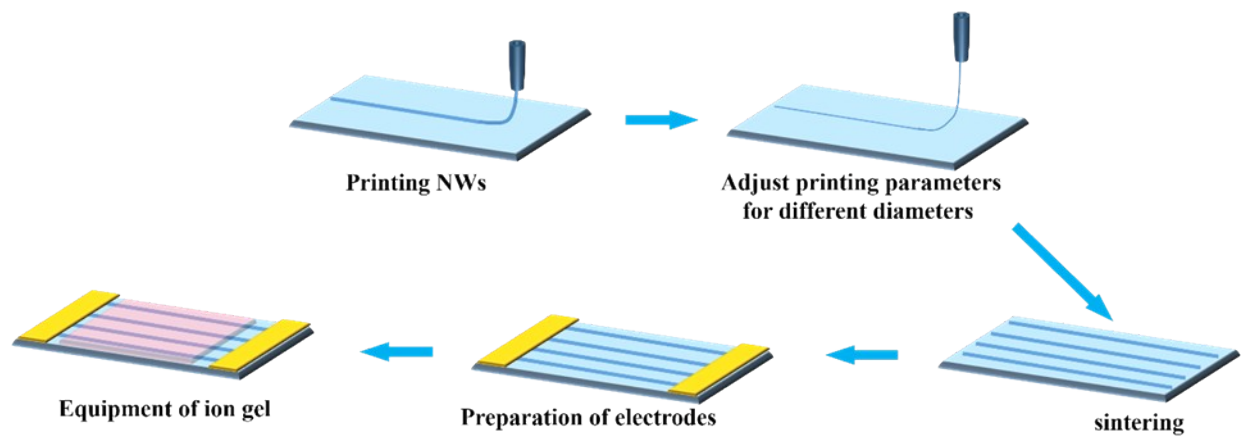 Printing NWs
Adjust printing parameters
for different diameters
sintering
Preparation of electrodes
Equipment of ion gel